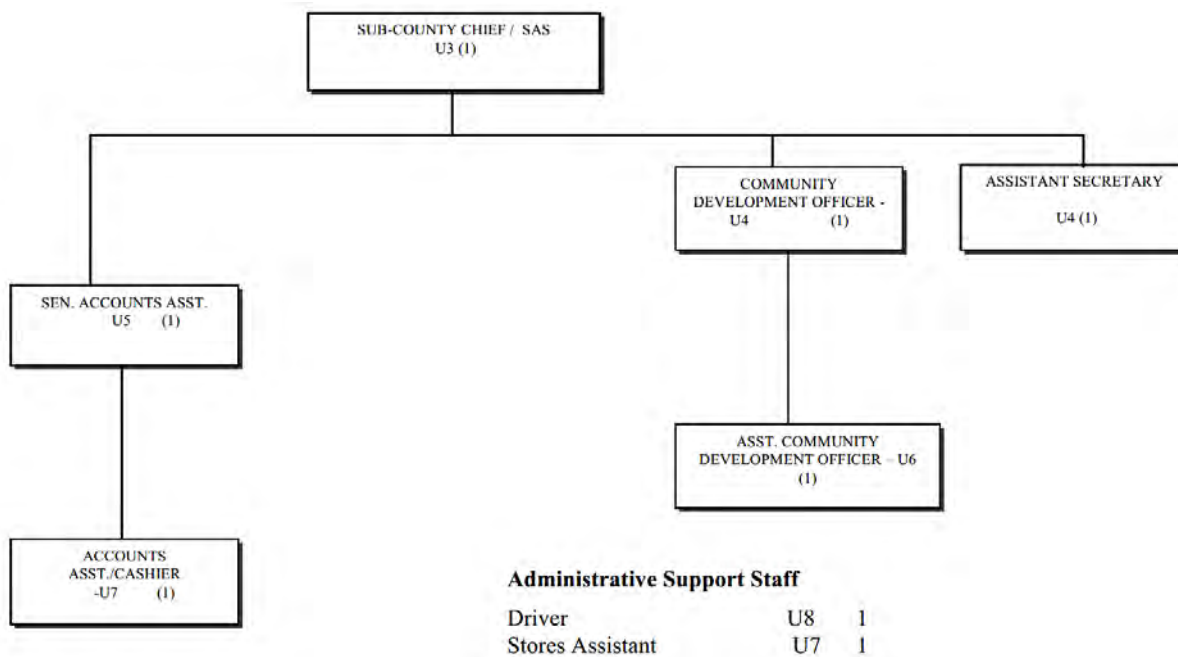 SUB-COUNTY CHIEF / SAS
U3 (1)
COMMUNITY
DEVELOPMENT OFFICER -
U4 (1)
ASSISTANT SECRETARY
U4 (1)
SEN. ACCOUNTS ASST.
U5 (1)
ASST. COMMUNITY
DEVELOPMENT OFFICER – U6
(1)
ACCOUNTS
ASST./CASHIER
-U7 (1)
Administrative Support Staff
Driver U8 1
Stores Assistant U7 1